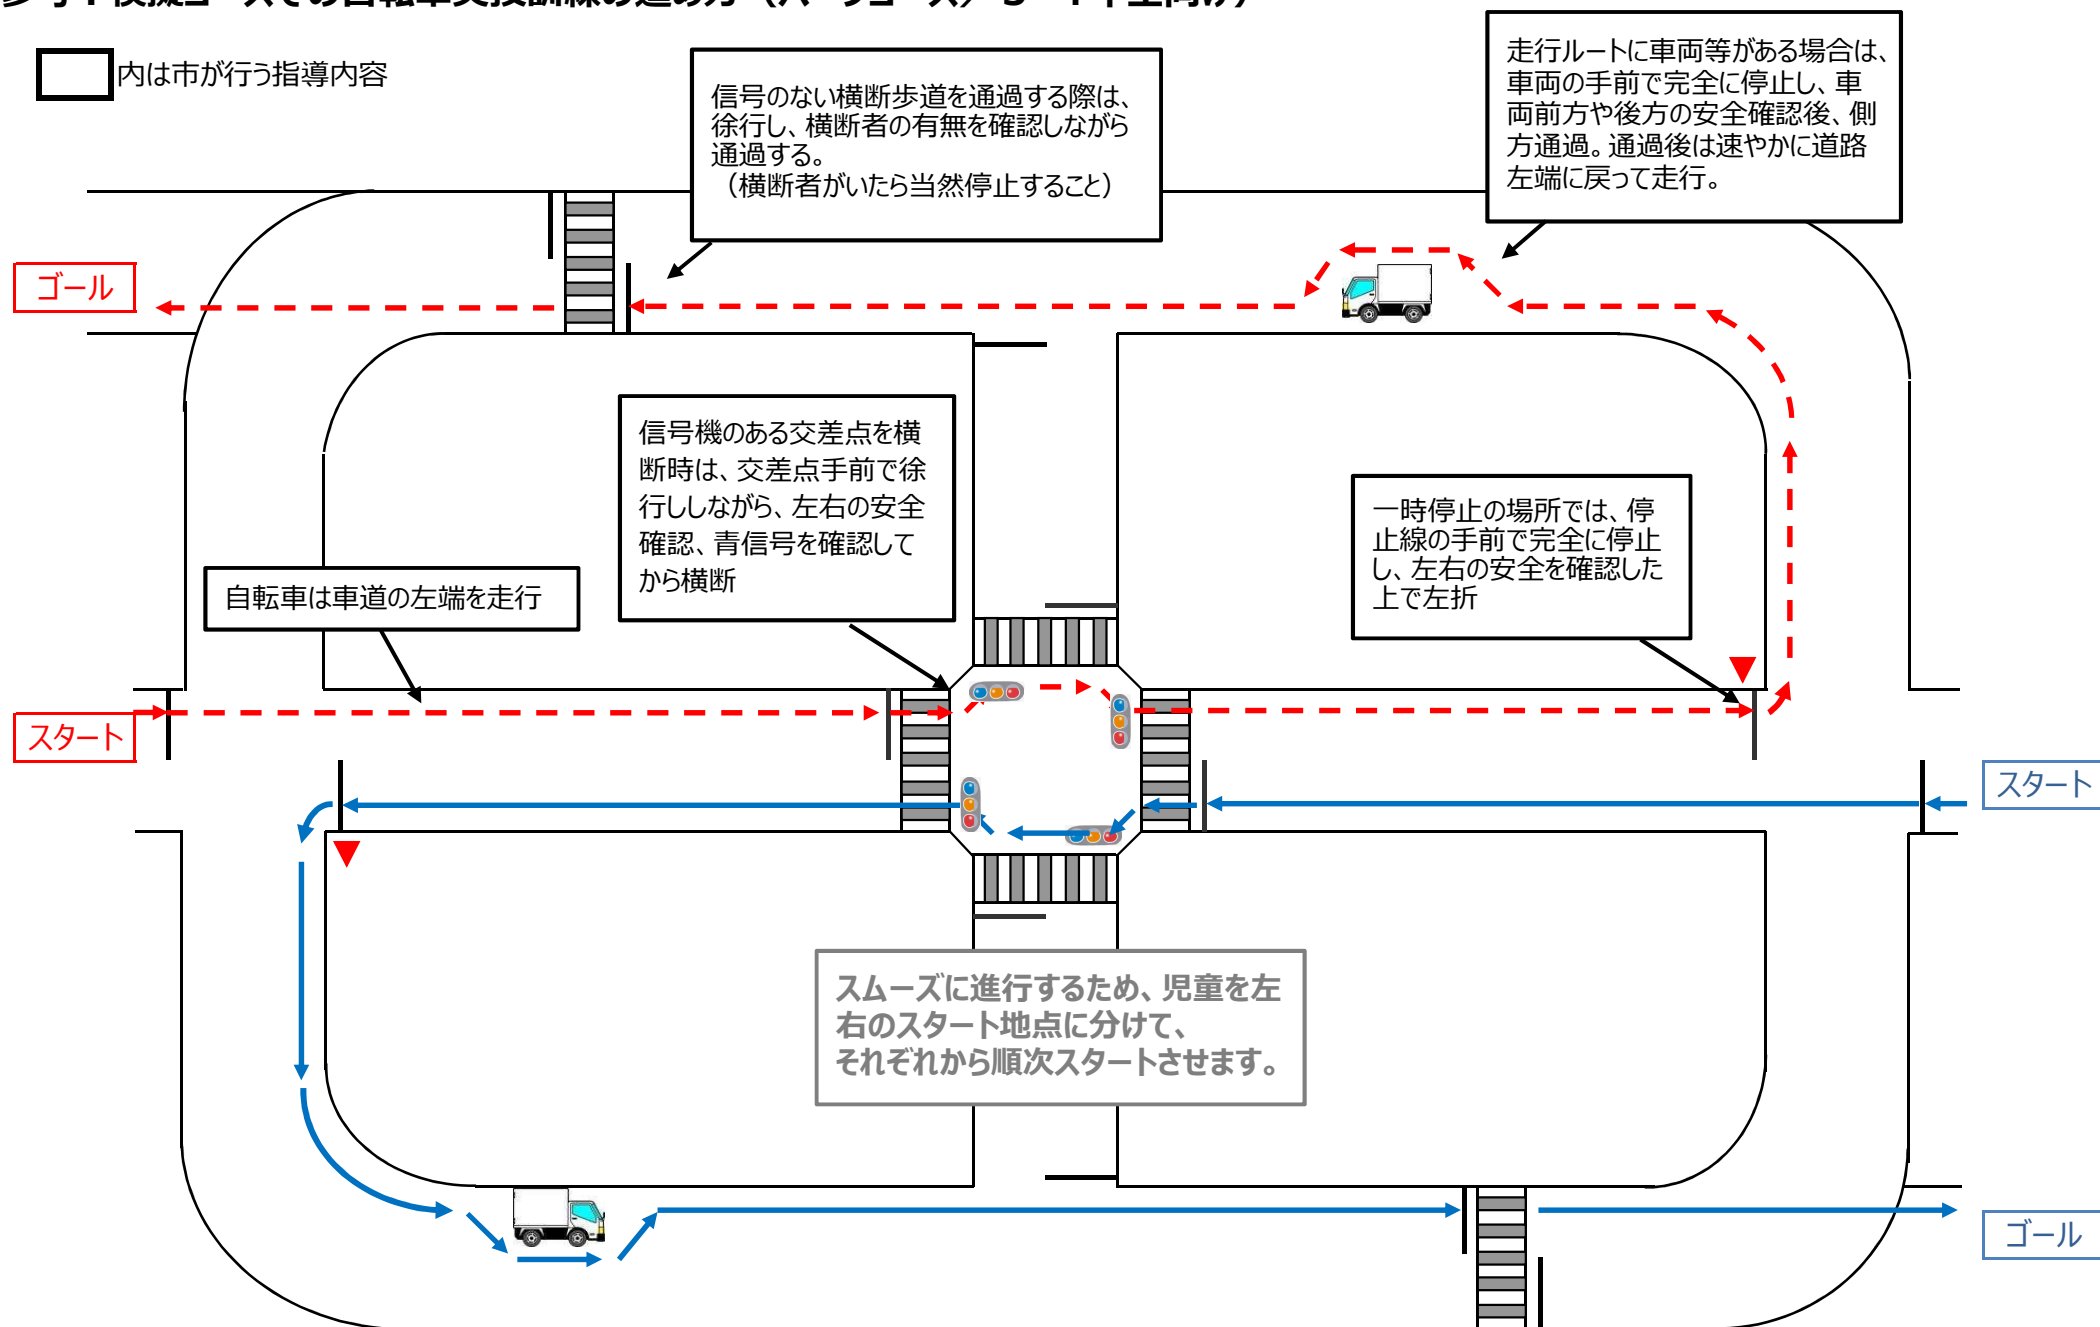 内は市が行う指導内容
信号のない横断歩道を通過する際は、
徐行し、横断者の有無を確認しながら
通過する。
（横断者がいたら当然停止すること）
走行ルートに車両等がある場合は、
車両の手前で完全に停止し、車
両前方や後方の安全確認後、側
方通過。通過後は速やかに道路
左端に戻って走行。
ゴール
信号機のある交差点を横
断時は、交差点手前で徐
行ししながら、左右の安全
確認、青信号を確認して
から横断
一時停止の場所では、停
止線の手前で完全に停止
し、左右の安全を確認した
上で左折
自転車は車道の左端を走行
スタート
スタート
スムーズに進行するため、児童を左
右のスタート地点に分けて、
それぞれから順次スタートさせます。
ゴール